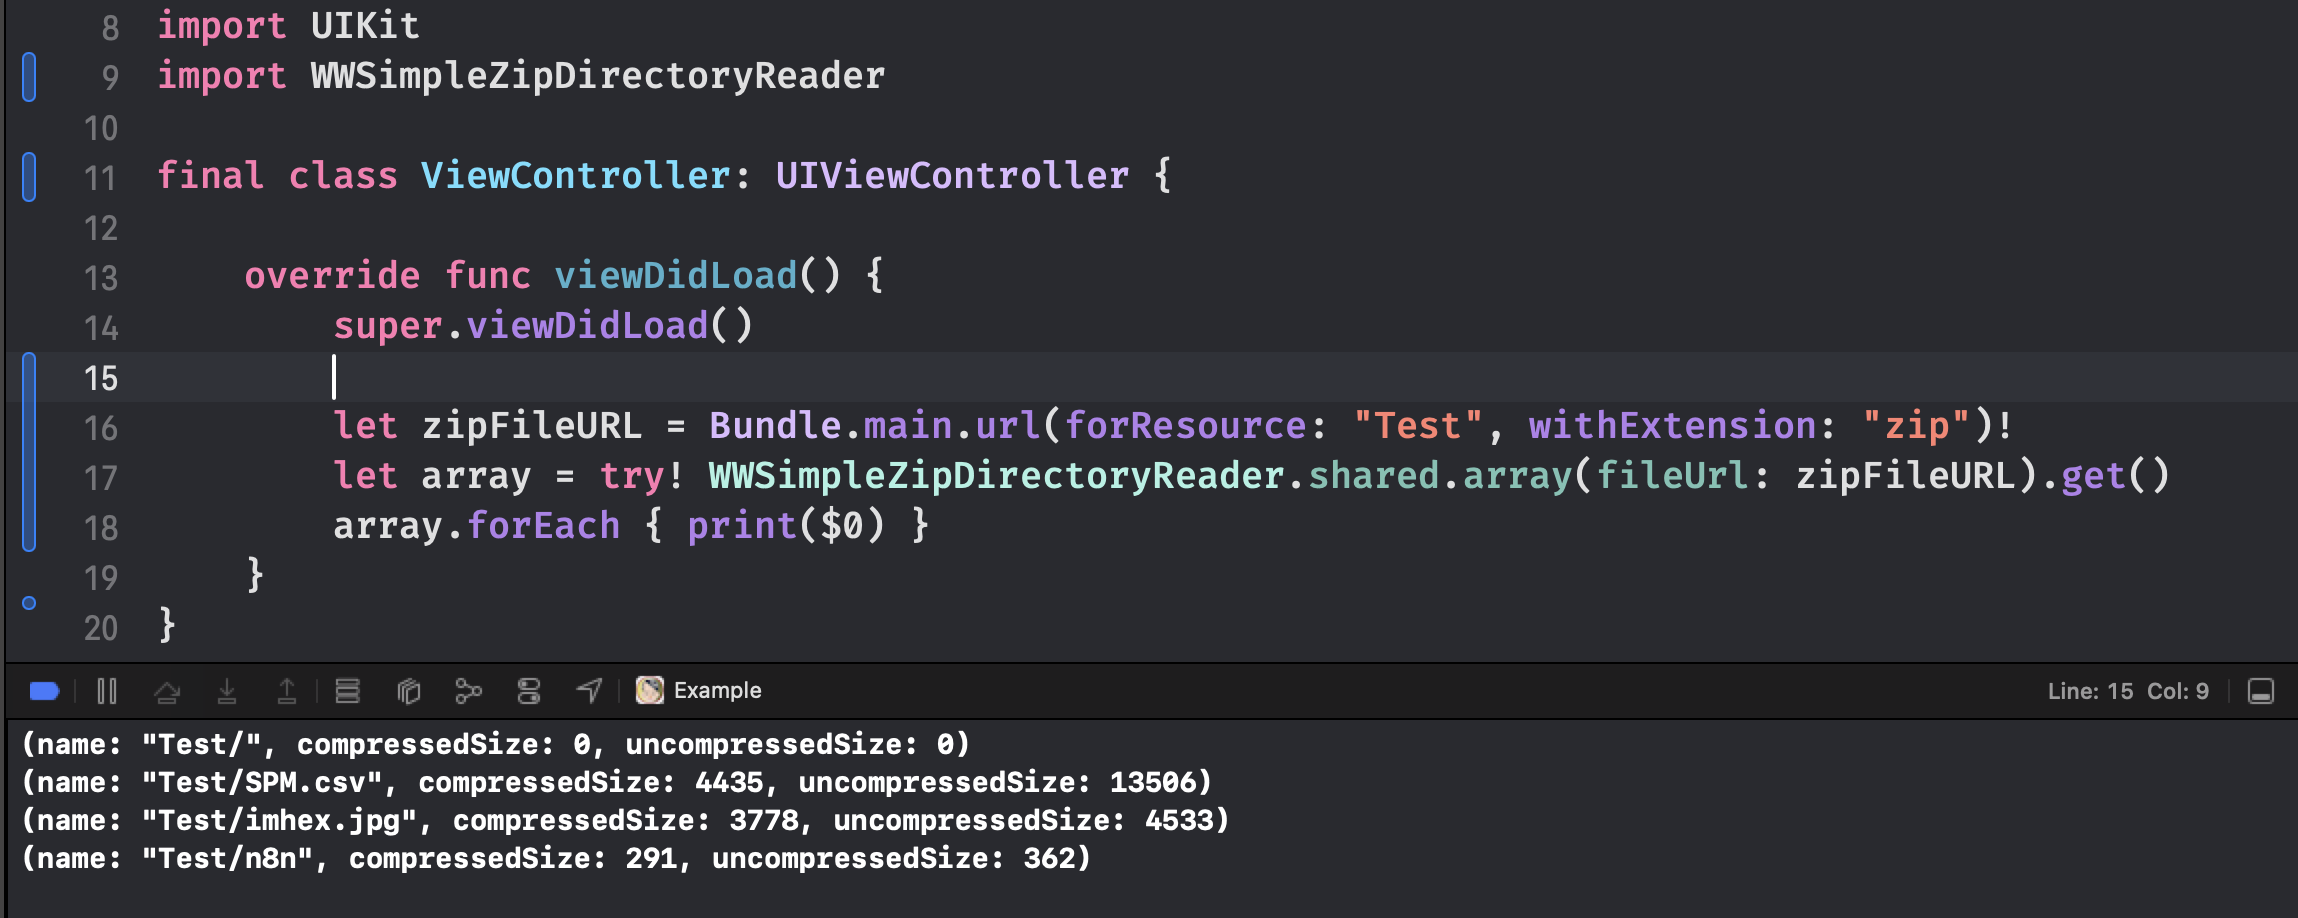 8 import UIKit
9 import WWSimpleZipDirectoryReader
10
11 final class ViewController: UIViewController {
12
13 override func viewDidLoad() {
14 super.viewDidLoad()
15
16 let zipFileURL = Bundle.main.url(forResource: "Test", withExtension: "zip")!
17 let array = try! WWSimpleZipDirectoryReader.shared.array(fileUrl: zipFileURL).get()
18 array.forEach { print($0) }
19 }
20 }
Example Line: 15 Col: 9
(name: "Test/", compressedSize: 0, uncompressedSize: 0)
(name: "Test/SPM.csv", compressedSize: 4435, uncompressedSize: 13506)
(name: "Test/imhex.jpg", compressedSize: 3778, uncompressedSize: 4533)
(name: "Test/n8n", compressedSize: 291, uncompressedSize: 362)